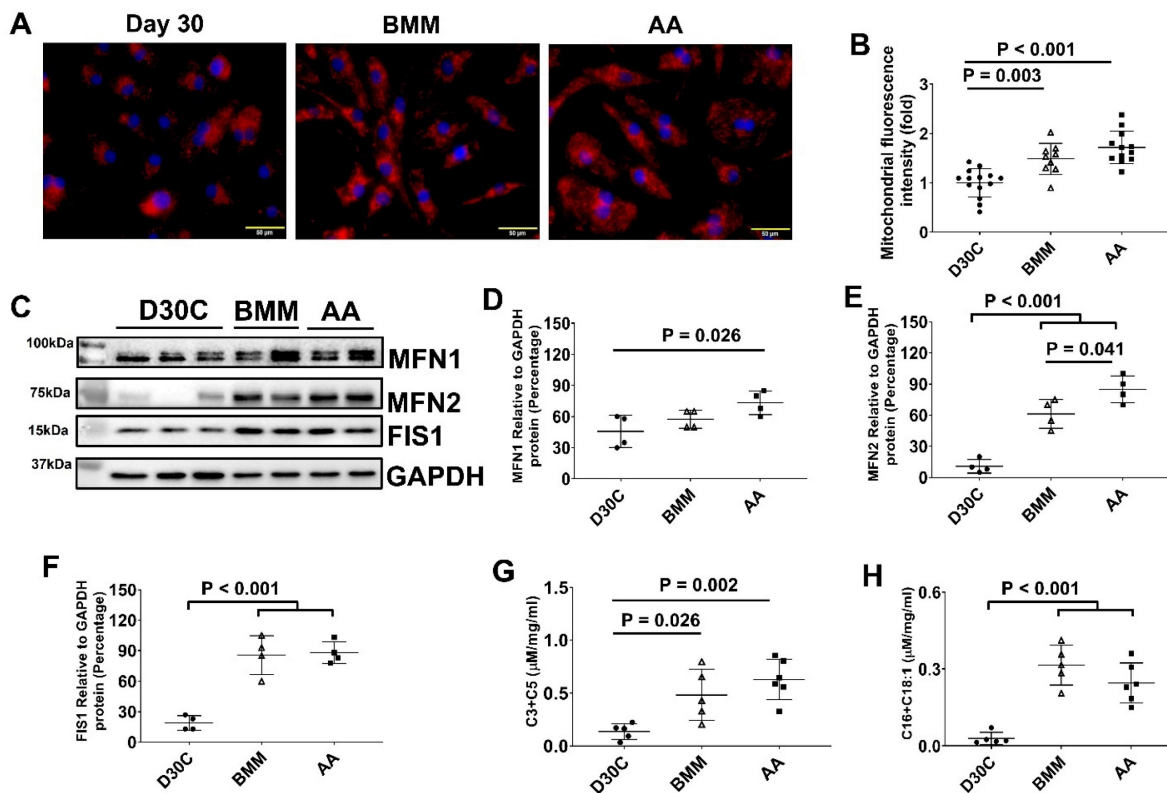 A
Day 30
BMM
AA
50 µm
50 µm
50 µm
B
P < 0.001
P = 0.003
Mitochondrial fluorescence
intensity (fold)
3
2
1
0
D30C
BMM
AA
C
D30C
BMM
AA
100kDa
MFN1
75kDa
MFN2
15kDa
FIS1
37kDa
GAPDH
D
P = 0.026
MFN1 Relative to GAPDH
protein (Percentage)
150
120
90
60
30
0
D30C
BMM
AA
E
P < 0.001
P = 0.041
MFN2 Relative to GAPDH
protein (Percentage)
150
120
90
60
30
0
D30C
BMM
AA
F
P < 0.001
FIS1 Relative to GAPDH
protein (Percentage)
150
120
90
60
30
0
D30C
BMM
AA
G
P = 0.002
P = 0.026
C3+C5 (µM/mg/ml)
1.5
1.0
0.5
0.0
D30C
BMM
AA
H
P < 0.001
C16+C18:1 (µM/mg/ml)
0.6
0.3
0.0
D30C
BMM
AA